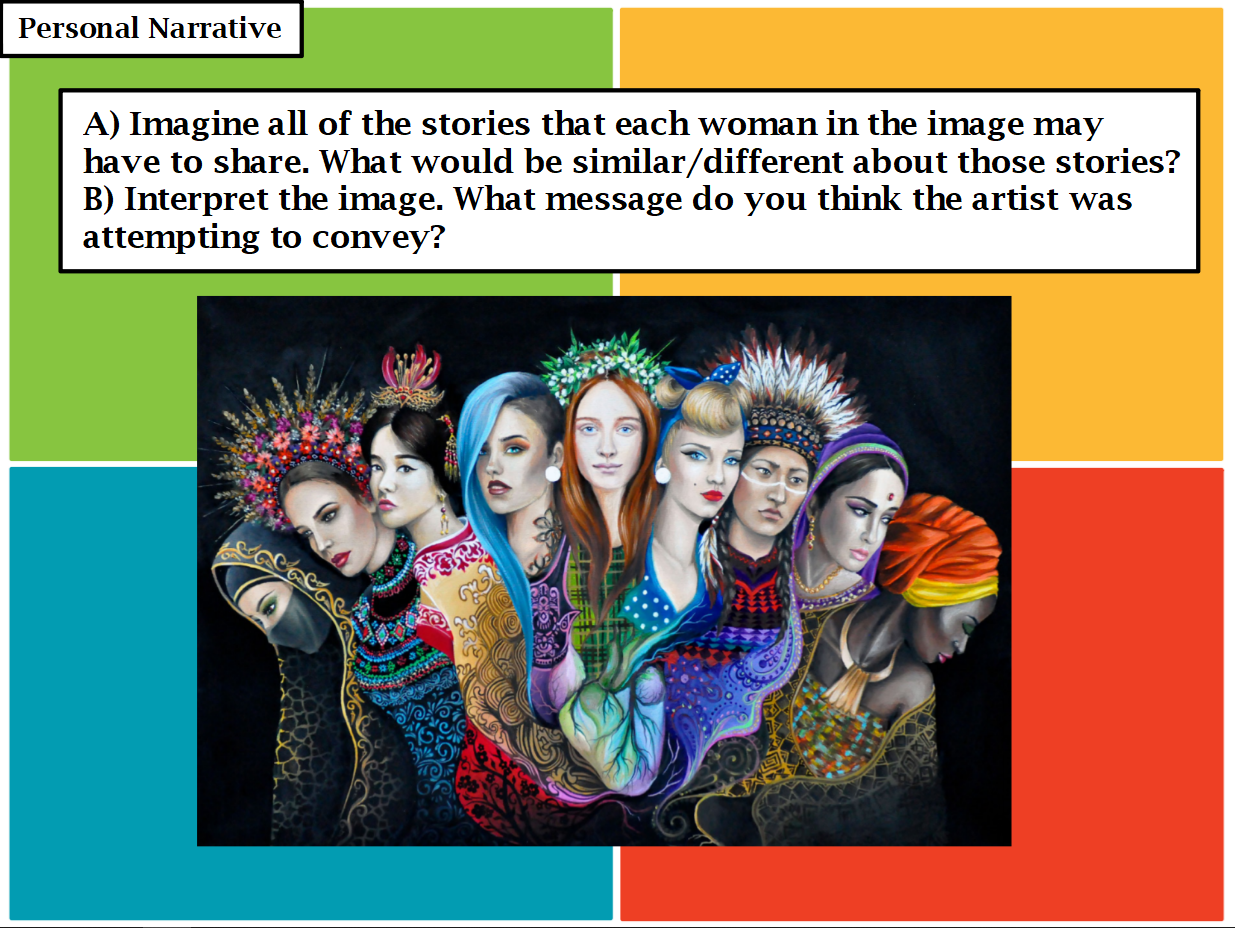 Personal Narrative
A) Imagine all of the stories that each woman in the image may
have to share. What would be similar/different about those stories?
B) Interpret the image. What message do you think the artist was
attempting to convey?